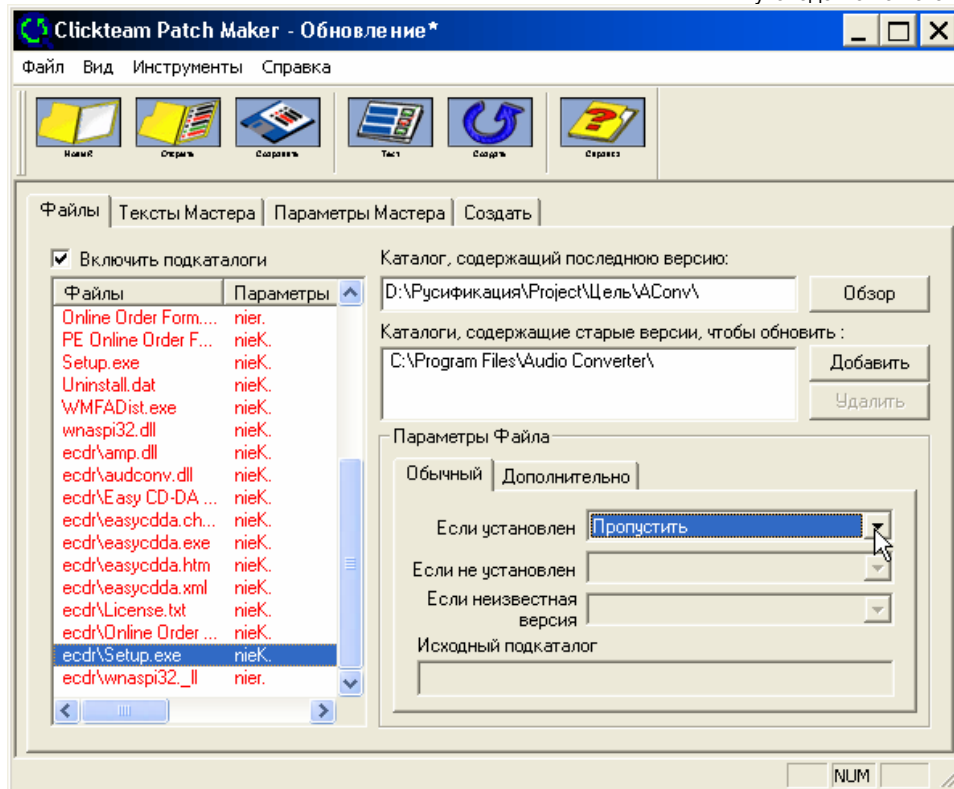 Clickteam Patch Maker - Обновление*
Файл Вид Инструменты Справка
Новый Открыть Сохранить Тест Создать Справка
Файлы Тексты Мастера Параметры Мастера Создать
Включить подкаталоги
Файлы Параметры
Online Order Form.... nier.
PE Online Order F... nieK.
Setup.exe nieK.
Uninstall.dat nieK.
WMFADist.exe nieK.
wnaspi32.dll nieK.
ecdr\amp.dll nieK.
ecdr\audconv.dll nieK.
ecdr\Easy CD-DA ... nieK.
ecdr\easycdda.ch... nieK.
ecdr\easycdda.exe nieK.
ecdr\easycdda.htm nieK.
ecdr\easycdda.xml nieK.
ecdr\License.txt nieK.
ecdr\Online Order ... nieK.
ecdr\Setup.exe nieK.
ecdr\wnaspi32._ll nier.
Каталог, содержащий последнюю версию:
D:\Русификация\Project\Цель\AConv\
Обзор
Каталоги, содержащие старые версии, чтобы обновить :
C:\Program Files\Audio Converter\
Добавить
Удалить
Параметры Файла
Обычный Дополнительно
Если установлен Пропустить
Если не установлен
Если неизвестная
версия
Исходный подкаталог
NUM